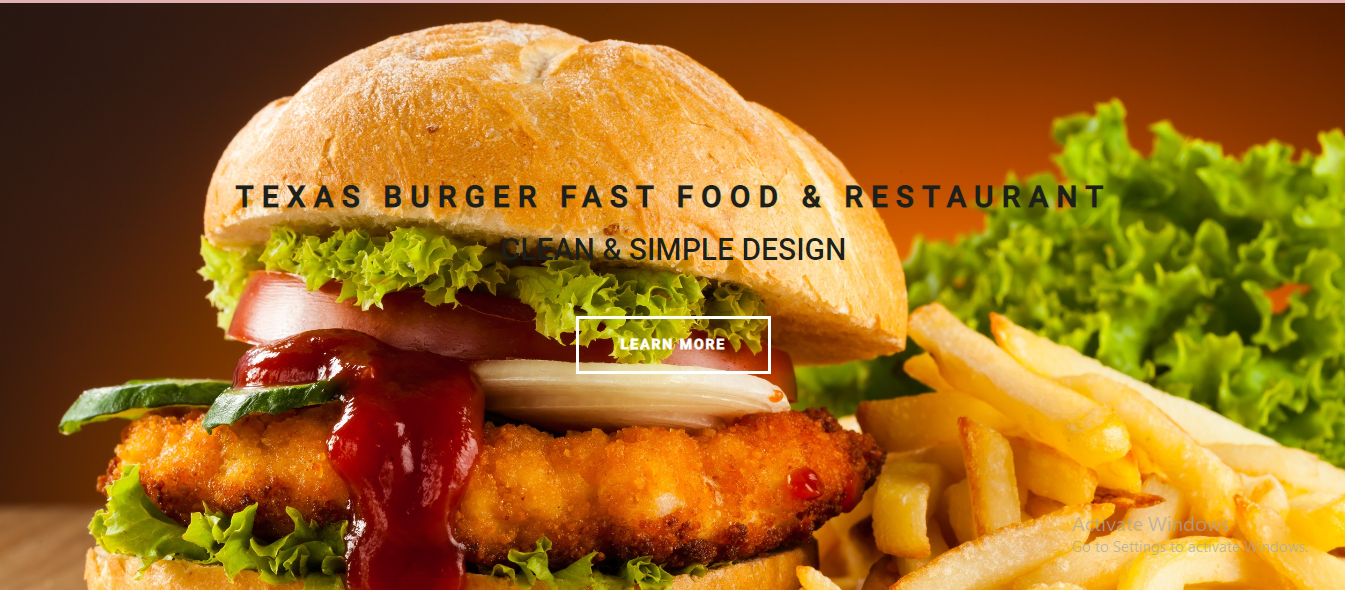 TEXAS BURGER FAST FOOD & RESTAURANT
CLEAN & SIMPLE DESIGN
LEARN MORE
Activate Windows
Go to Settings to activate Windows.